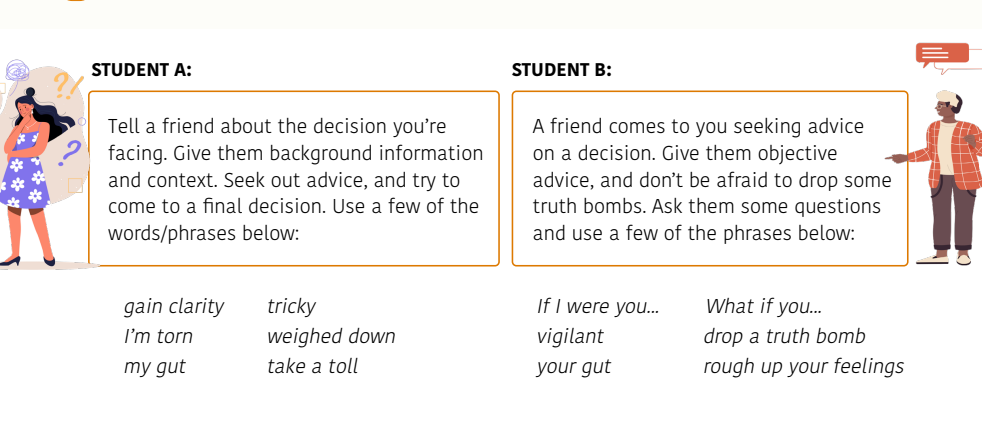 STUDENT A:
Tell a friend about the decision you’re
facing. Give them background information
and context. Seek out advice, and try to
come to a final decision. Use a few of the
words/phrases below:
gain clarity
tricky
I’m torn
weighed down
my gut
take a toll
STUDENT B:
A friend comes to you seeking advice
on a decision. Give them objective
advice, and don’t be afraid to drop some
truth bombs. Ask them some questions
and use a few of the phrases below:
If I were you...
What if you...
vigilant
drop a truth bomb
your gut
rough up your feelings
?!
?